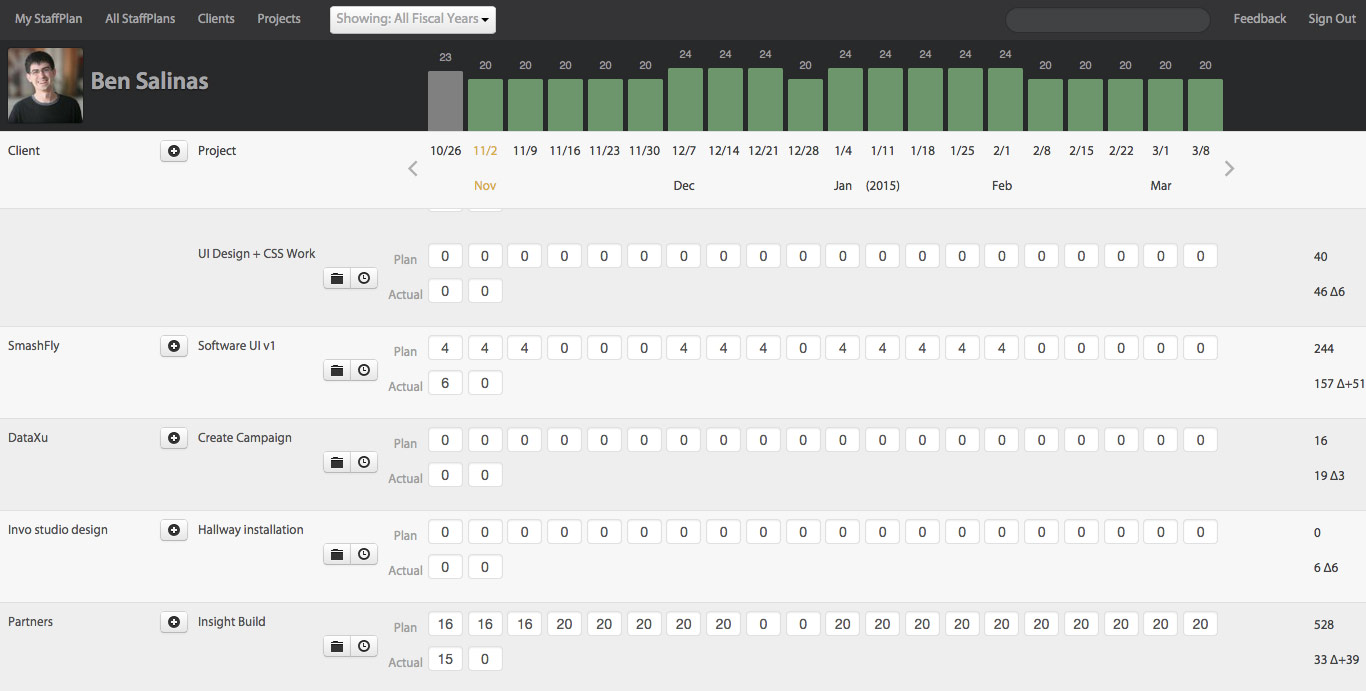 My StaffPlan All StaffPlans Clients Projects Showing: All Fiscal Years Feedback Sign Out
Ben Salinas
23 20 20 20 20 20 24 24 24 20 24 24 24 24 24 20 20 20 20 20
Client Project 10/26 11/2 11/9 11/16 11/23 11/30 12/7 12/14 12/21 12/28 1/4 1/11 1/18 1/25 2/1 2/8 2/15 2/22 3/1 3/8
Nov Dec Jan (2015) Feb Mar
UI Design + CSS Work Plan 0 0 0 0 0 0 0 0 0 0 0 0 0 0 0 0 0 0 0 0 40
Actual 0 0 46 Δ6
SmashFly Software UI v1 Plan 4 4 4 0 0 0 4 4 4 0 4 4 4 4 4 0 0 0 0 0 244
Actual 6 0 157 Δ+51
DataXu Create Campaign Plan 0 0 0 0 0 0 0 0 0 0 0 0 0 0 0 0 0 0 0 0 16
Actual 0 0 19 Δ3
Invo studio design Hallway installation Plan 0 0 0 0 0 0 0 0 0 0 0 0 0 0 0 0 0 0 0 0 0
Actual 0 0 6 Δ6
Partners Insight Build Plan 16 16 16 20 20 20 20 20 0 0 20 20 20 20 20 20 20 20 20 20 528
Actual 15 0 33 Δ+39